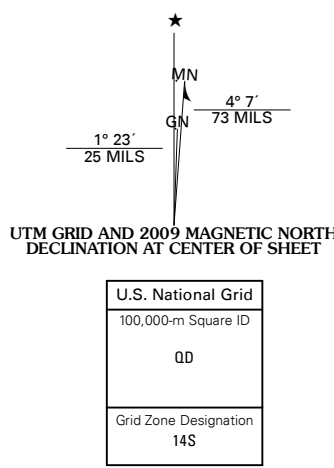 ★
MN
GN
4° 7´
73 MILS
1° 23´
25 MILS
UTM GRID AND 2009 MAGNETIC NORTH
DECLINATION AT CENTER OF SHEET
U.S. National Grid
100,000-m Square ID
QD
Grid Zone Designation
14S